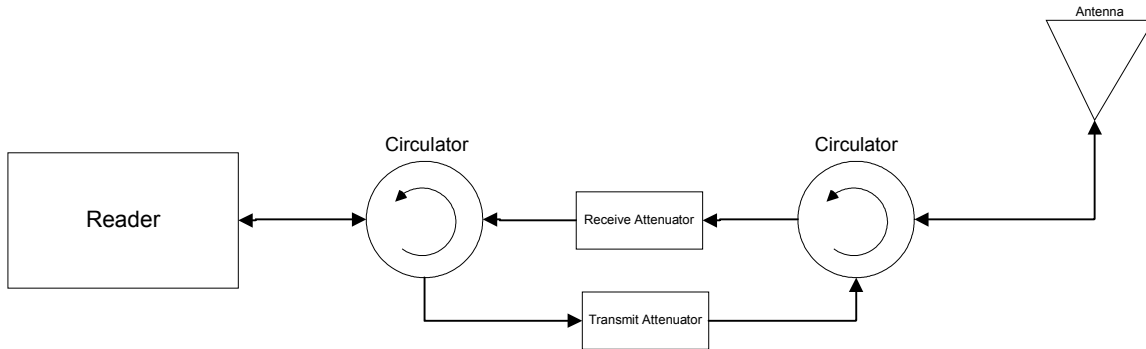 Antenna
Circulator
Circulator
Reader
Receive Attenuator
Transmit Attenuator